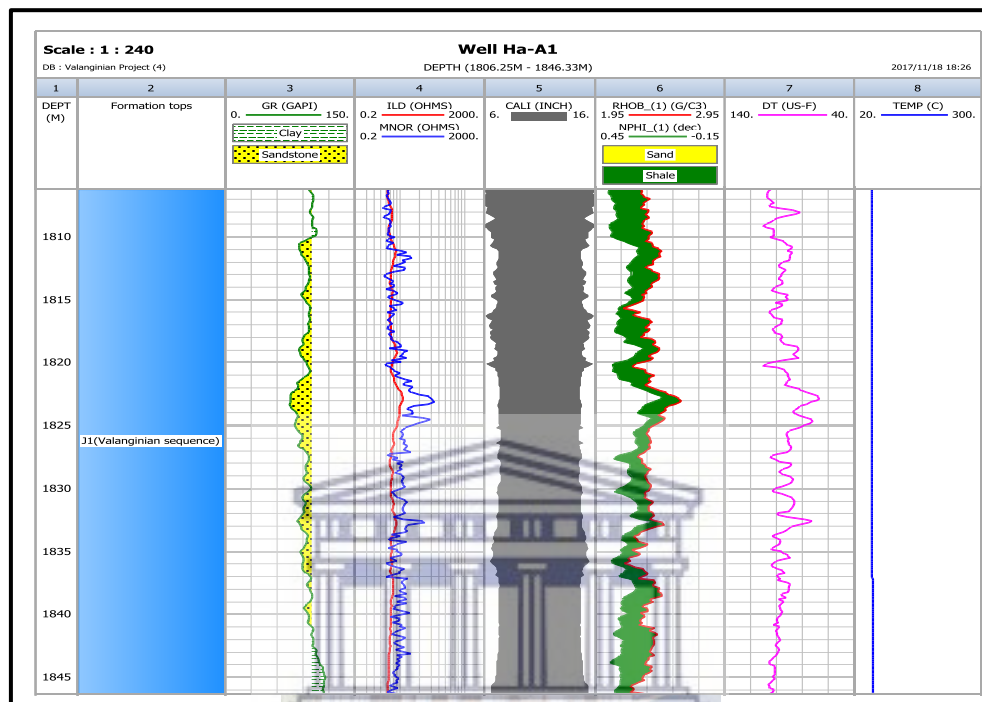 Scale : 1 : 240
Well Ha-A1
DB : Valanginian Project (4)
DEPTH (1806.25M - 1846.33M)
2017/11/18 18:26
1 2 3 4 5 6 7 8
DEPT (M)
Formation tops
GR (GAPI)
0. 150.
Clay
Sandstone
ILD (OHMS)
0.2 2000.
MNOR (OHMS)
0.2 2000.
CALI (INCH)
6. 16.
RHOB_(1) (G/C3)
1.95 2.95
NPHI_(1) (dec)
0.45 -0.15
Sand
Shale
DT (US-F)
140. 40.
TEMP (C)
20. 300.
1810
1815
1820
1825
J1(Valanginian sequence)
1830
1835
1840
1845